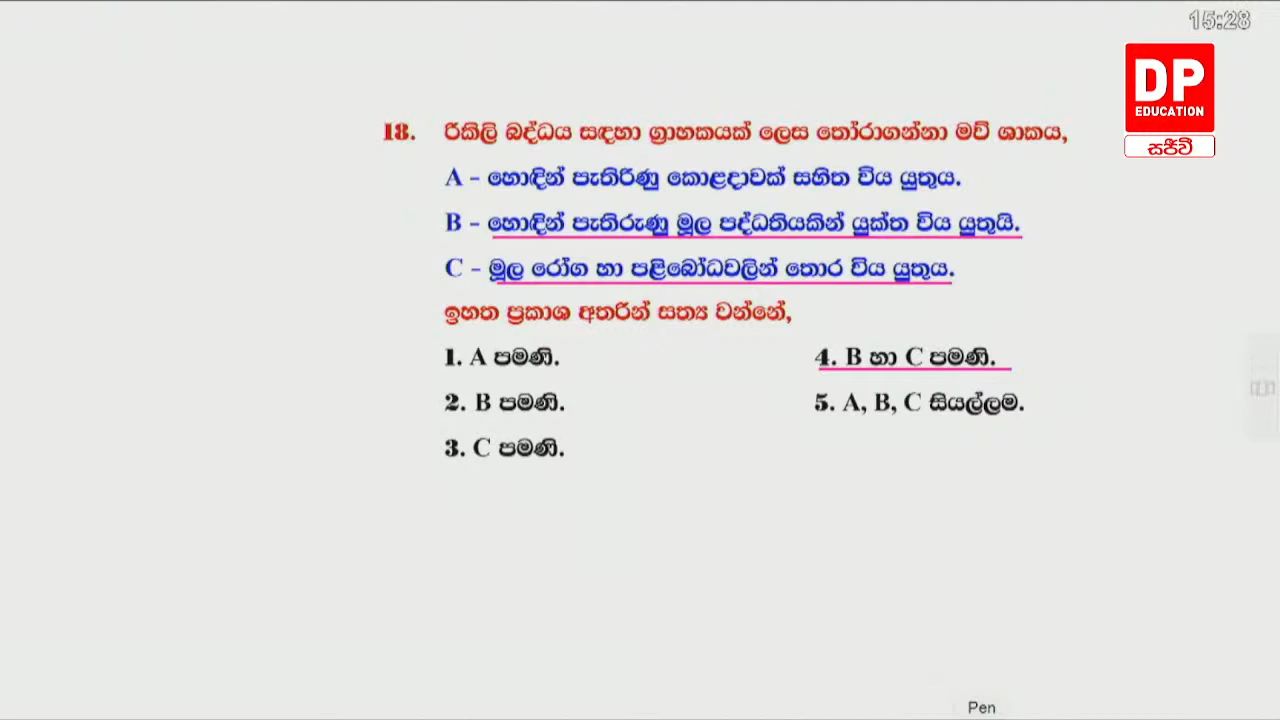 15:28
DP
EDUCATION
සජීවී
18. රිකිලි බද්ධය සඳහා ග්‍රාහකයක් ලෙස තෝරාගන්නා මව් ශාකය,
A - හොඳින් පැතිරිණු කොළදාවක් සහිත විය යුතුය.
B - හොඳින් පැතිරුණු මූල පද්ධතියකින් යුක්ත විය යුතුයි.
C - මූල රෝග හා පළිබෝධවලින් තොර විය යුතුය.
ඉහත ප්‍රකාශ අතරින් සත්‍ය වන්නේ,
1. A පමණි.
4. B හා C පමණි.
2. B පමණි.
5. A, B, C සියල්ලම.
3. C පමණි.
Pen